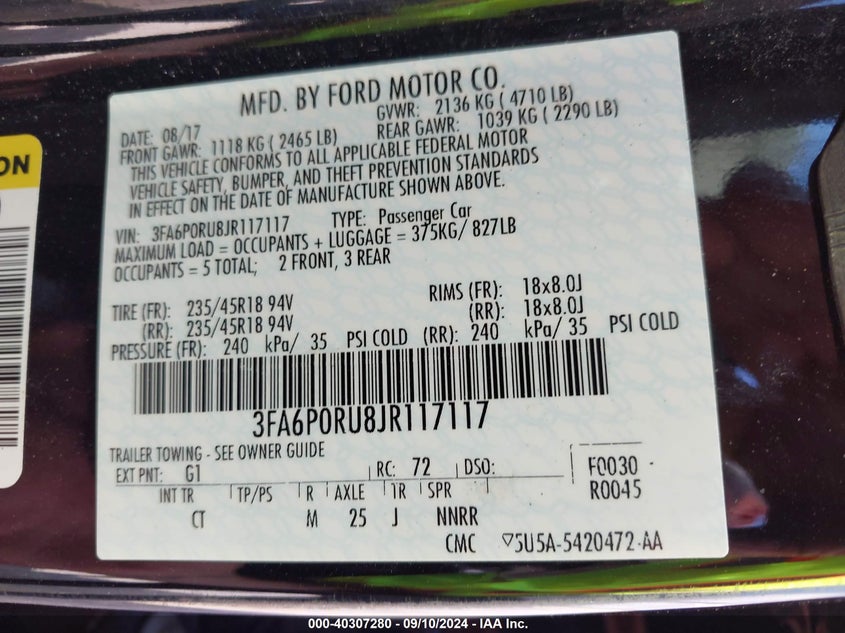 MFD. BY FORD MOTOR CO.
DATE: 08/17 GVWR: 2136 KG ( 4710 LB)
FRONT GAWR: 1118 KG ( 2465 LB) REAR GAWR: 1039 KG ( 2290 LB)
THIS VEHICLE CONFORMS TO ALL APPLICABLE FEDERAL MOTOR
VEHICLE SAFETY, BUMPER, AND THEFT PREVENTION STANDARDS
IN EFFECT ON THE DATE OF MANUFACTURE SHOWN ABOVE.
VIN: 3FA6P0RU8JR117117 TYPE: Passenger Car
MAXIMUM LOAD = OCCUPANTS + LUGGAGE = 375KG/ 827LB
OCCUPANTS = 5 TOTAL; 2 FRONT, 3 REAR
TIRE (FR): 235/45R18 94V RIMS (FR): 18x8.0J
(RR): 235/45R18 94V (RR): 18x8.0J
PRESSURE (FR): 240 kPa/ 35 PSI COLD (RR): 240 kPa/ 35 PSI COLD
3FA6P0RU8JR117117
TRAILER TOWING - SEE OWNER GUIDE
EXT PNT: G1 RC: 72 DSO: F0030
INT TR TP/PS R AXLE TR SPR R0045
CT M 25 J NNRR
CMC 5U5A-5420472-AA
ON
000-40307280 - 09/10/2024 - IAA Inc.